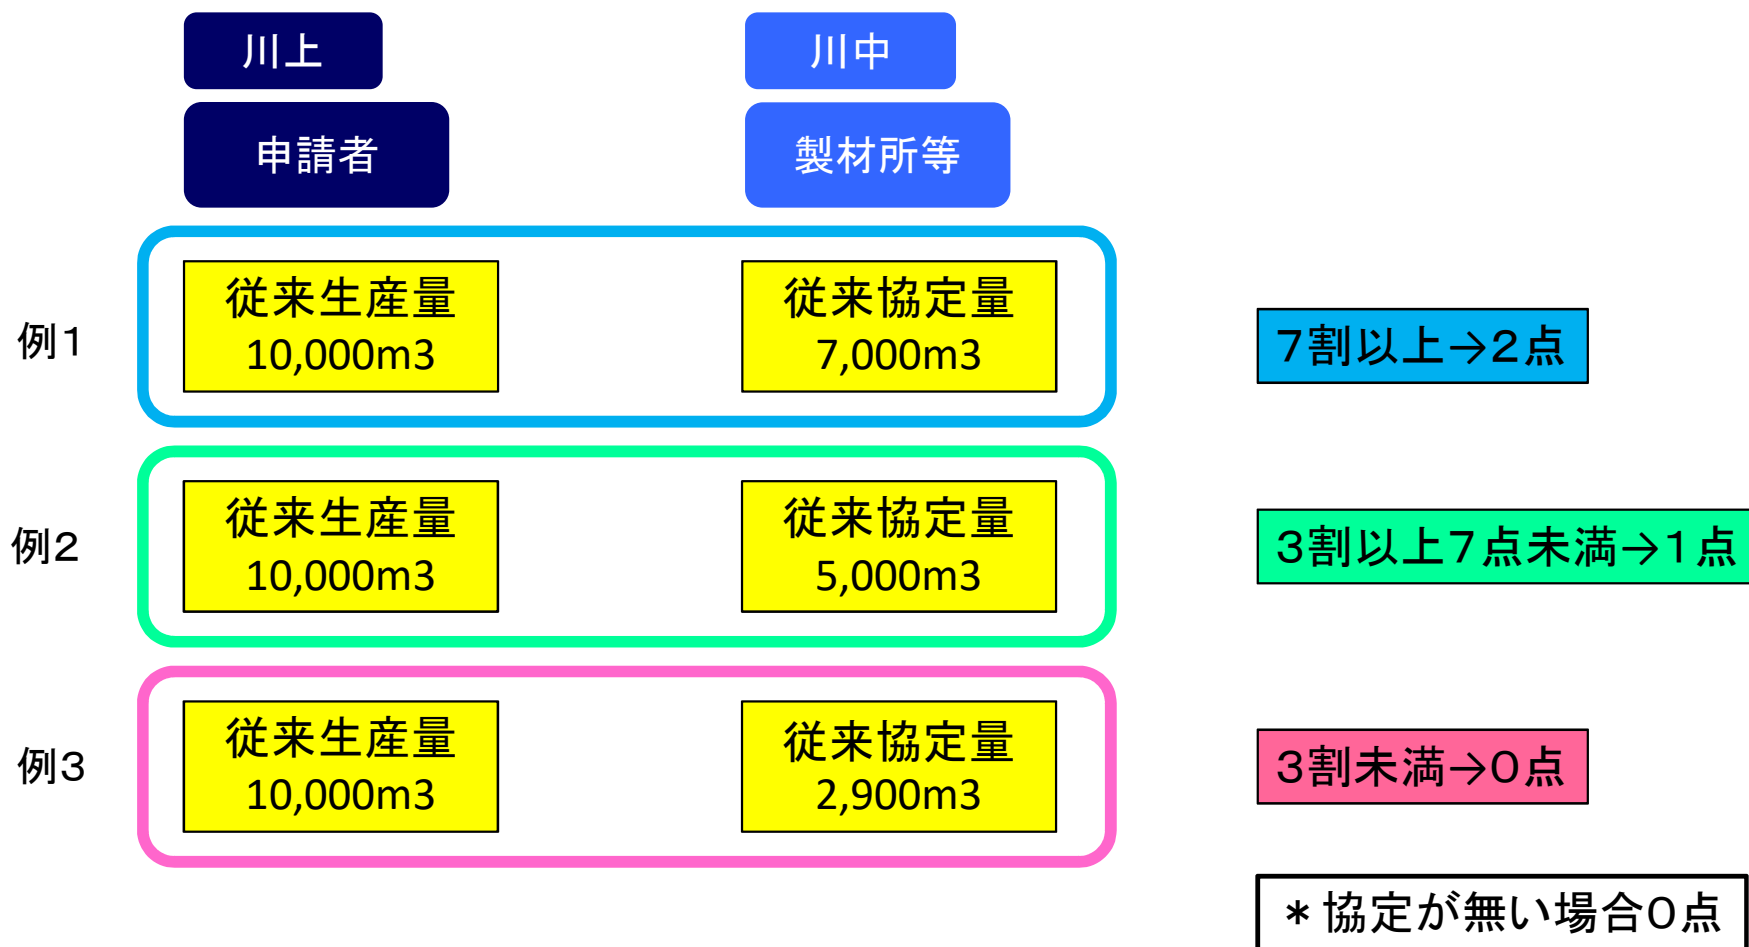 川上
川中
申請者
製材所等
例1
従来生産量
10,000m3
従来協定量
7,000m3
7割以上→2点
例2
従来生産量
10,000m3
従来協定量
5,000m3
3割以上7点未満→1点
例3
従来生産量
10,000m3
従来協定量
2,900m3
3割未満→0点
*協定が無い場合0点